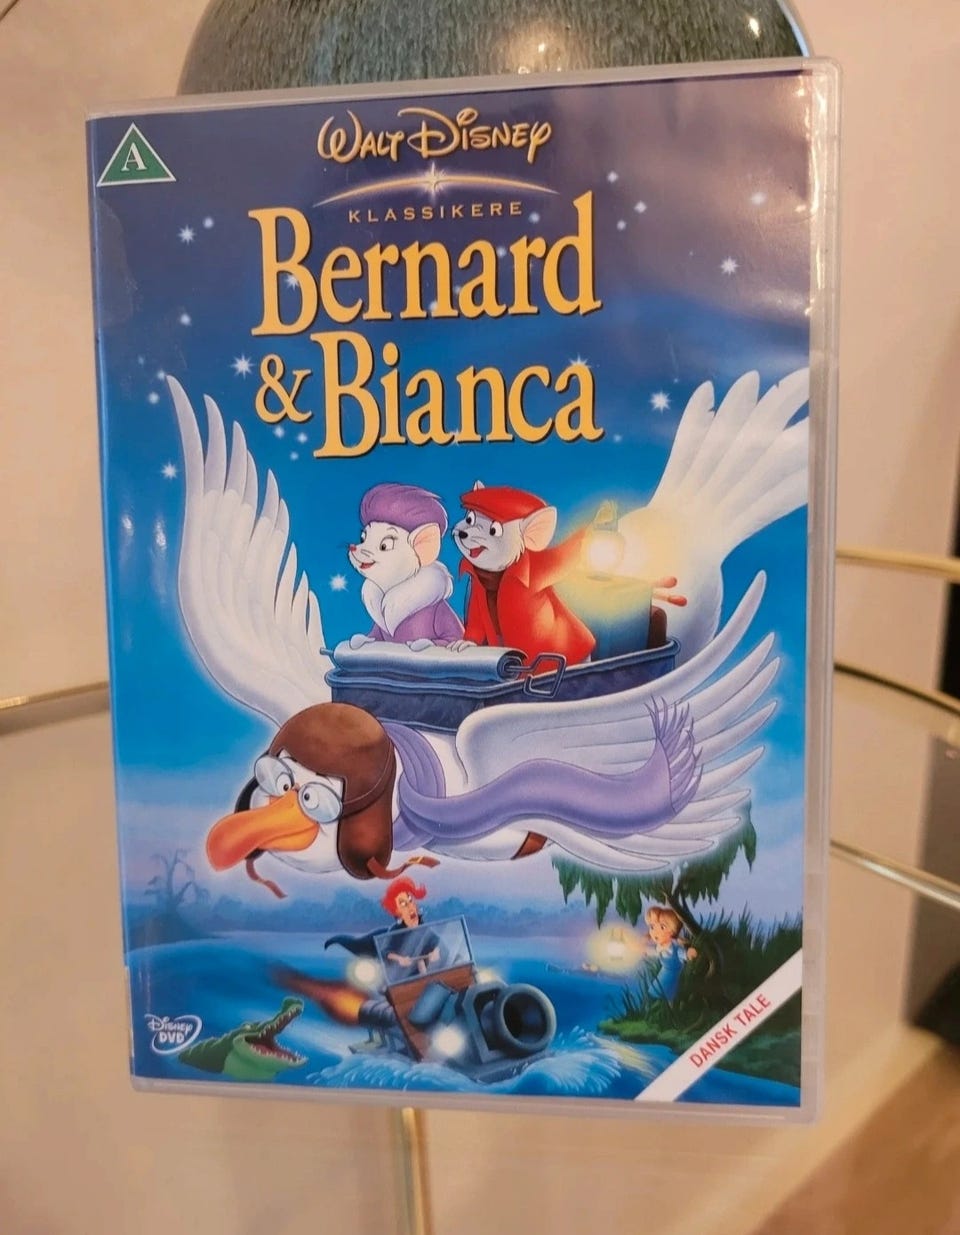 A
WALT DISNEY
KLASSIKERE
Bernard
& Bianca
DISNEY
DVD
DANSK TALE